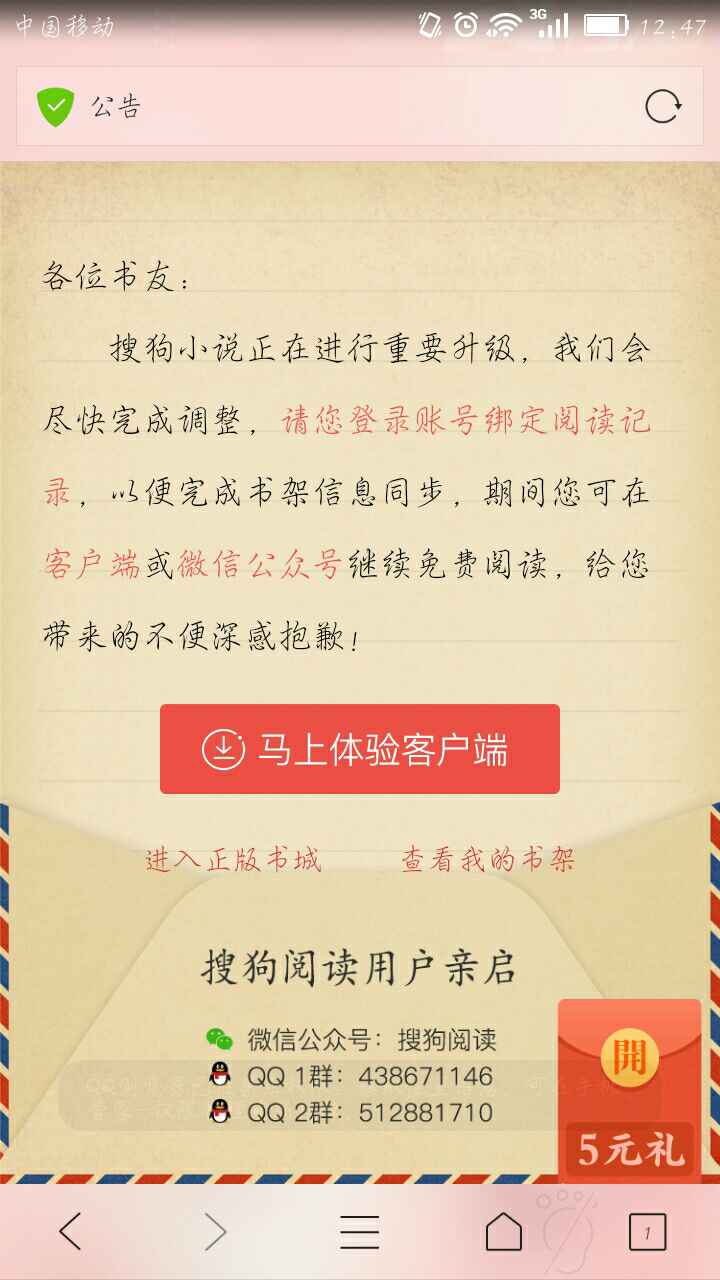 中国移动 3G 12:47
公告
各位书友：
搜狗小说正在进行重要升级，我们会
尽快完成调整，请您登录账号绑定阅读记
录，以便完成书架信息同步，期间您可在
客户端或微信公众号继续免费阅读，给您
带来的不便深感抱歉！
马上体验客户端
进入正版书城 查看我的书架
搜狗阅读用户亲启
微信公众号：搜狗阅读
開
QQ 1群：438671146
QQ 2群：512881710
5元礼
1